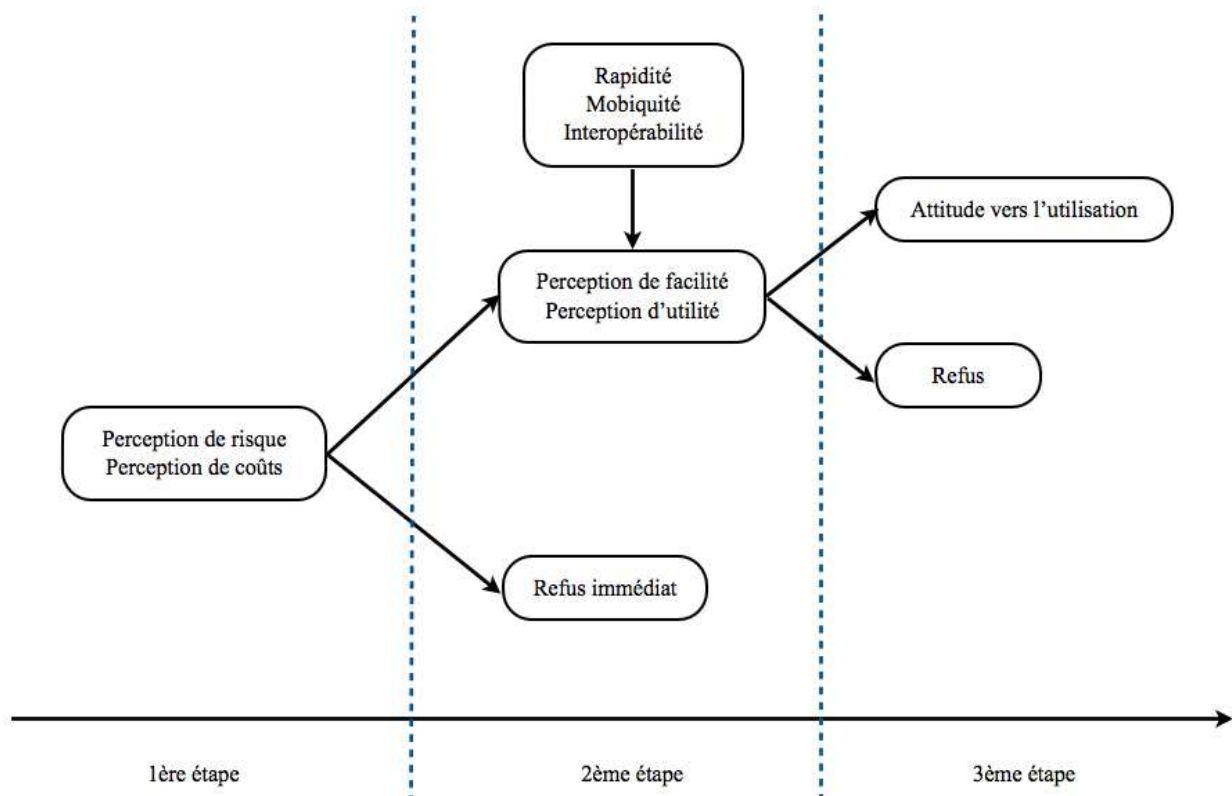 Rapidité
Mobiquité
Interopérabilité
Attitude vers l’utilisation
Perception de facilité
Perception d’utilité
Refus
Perception de risque
Perception de coûts
Refus immédiat
1ère étape
2ème étape
3ème étape